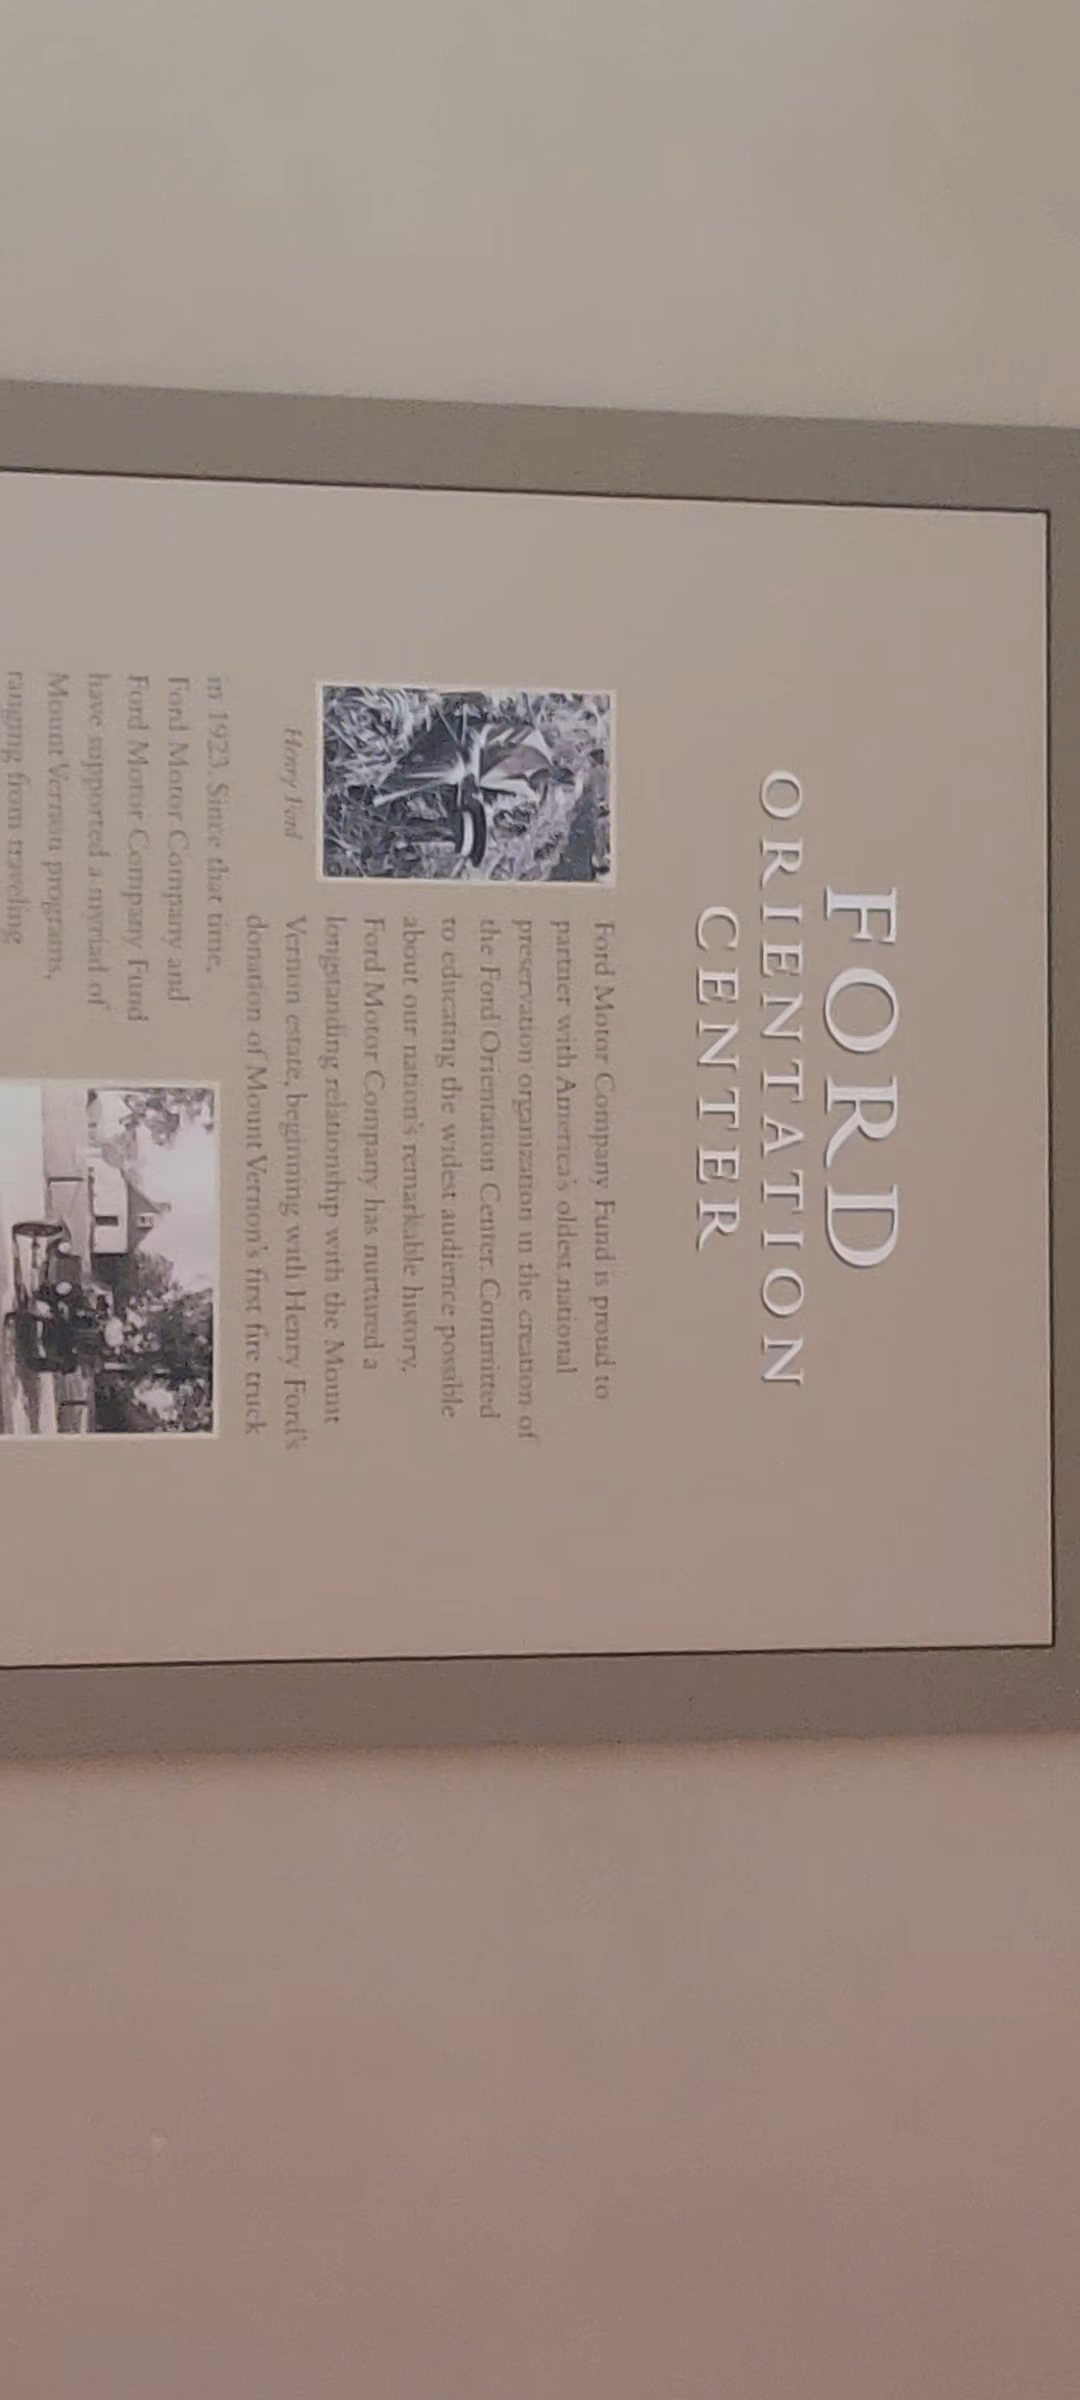 FORD
ORIENTATION
CENTER
Ford Motor Company Fund is proud to
partner with America's oldest national
preservation organization in the creation of
the Ford Orientation Center. Committed
to educating the widest audience possible
about our nation's remarkable history,
Ford Motor Company has nurtured a
longstanding relationship with the Mount
Vernon estate, beginning with Henry Ford's
donation of Mount Vernon's first fire truck
Henry Ford
in 1923. Since that time,
Ford Motor Company and
Ford Motor Company Fund
have supported a myriad of
Mount Vernon programs,
ranging from traveling